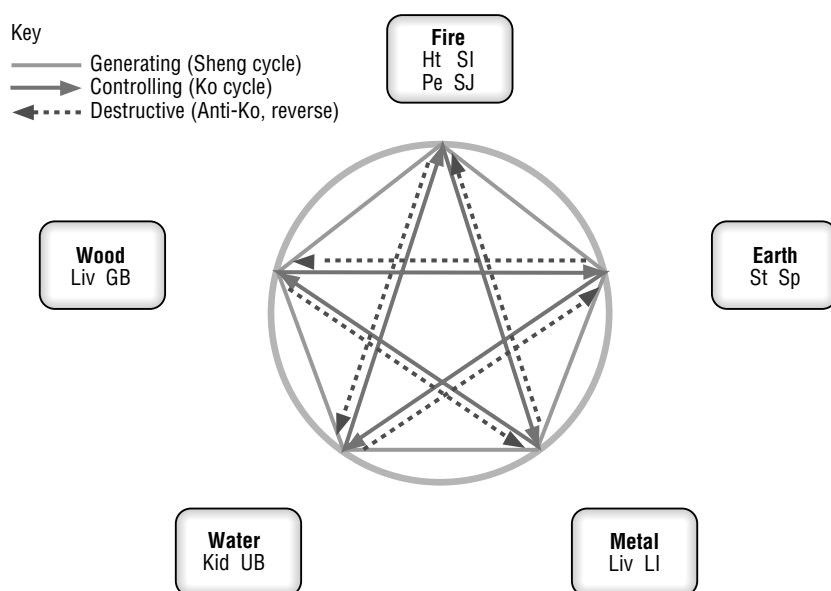 Key
Generating (Sheng cycle)
Controlling (Ko cycle)
Destructive (Anti-Ko, reverse)
Fire
Ht SI
Pe SJ
Wood
Liv GB
Earth
St Sp
Water
Kid UB
Metal
Liv LI